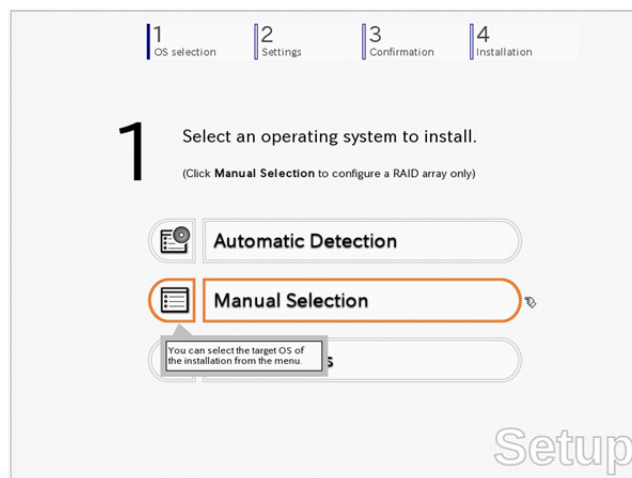 1
OS selection
2
Settings
3
Confirmation
4
Installation
1
Select an operating system to install.
(Click Manual Selection to configure a RAID array only)
Automatic Detection
Manual Selection
You can select the target OS of
the installation from the menu.
Setup